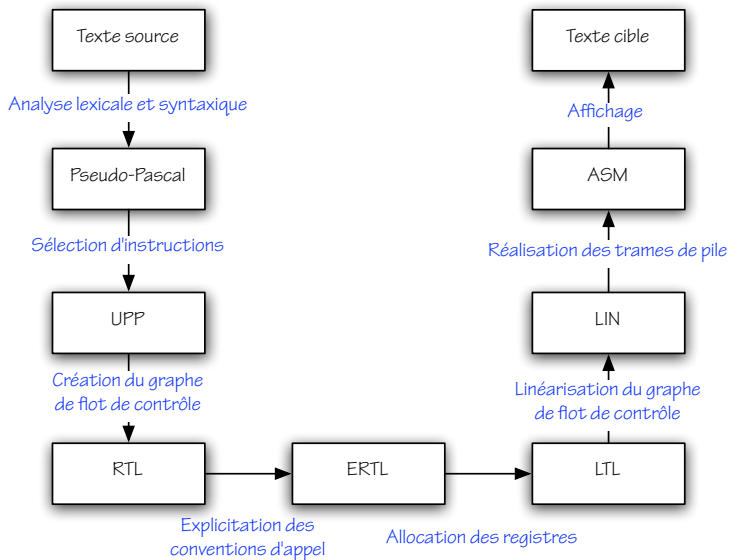 Texte source
Analyse lexicale et syntaxique
Pseudo-Pascal
Sélection d'instructions
UPP
Création du graphe
de flot de contrôle
RTL
Explicitation des
conventions d'appel
ERTL
Allocation des registres
LTL
Linéarisation du graphe
de flot de contrôle
LIN
Réalisation des trames de pile
ASM
Affichage
Texte cible